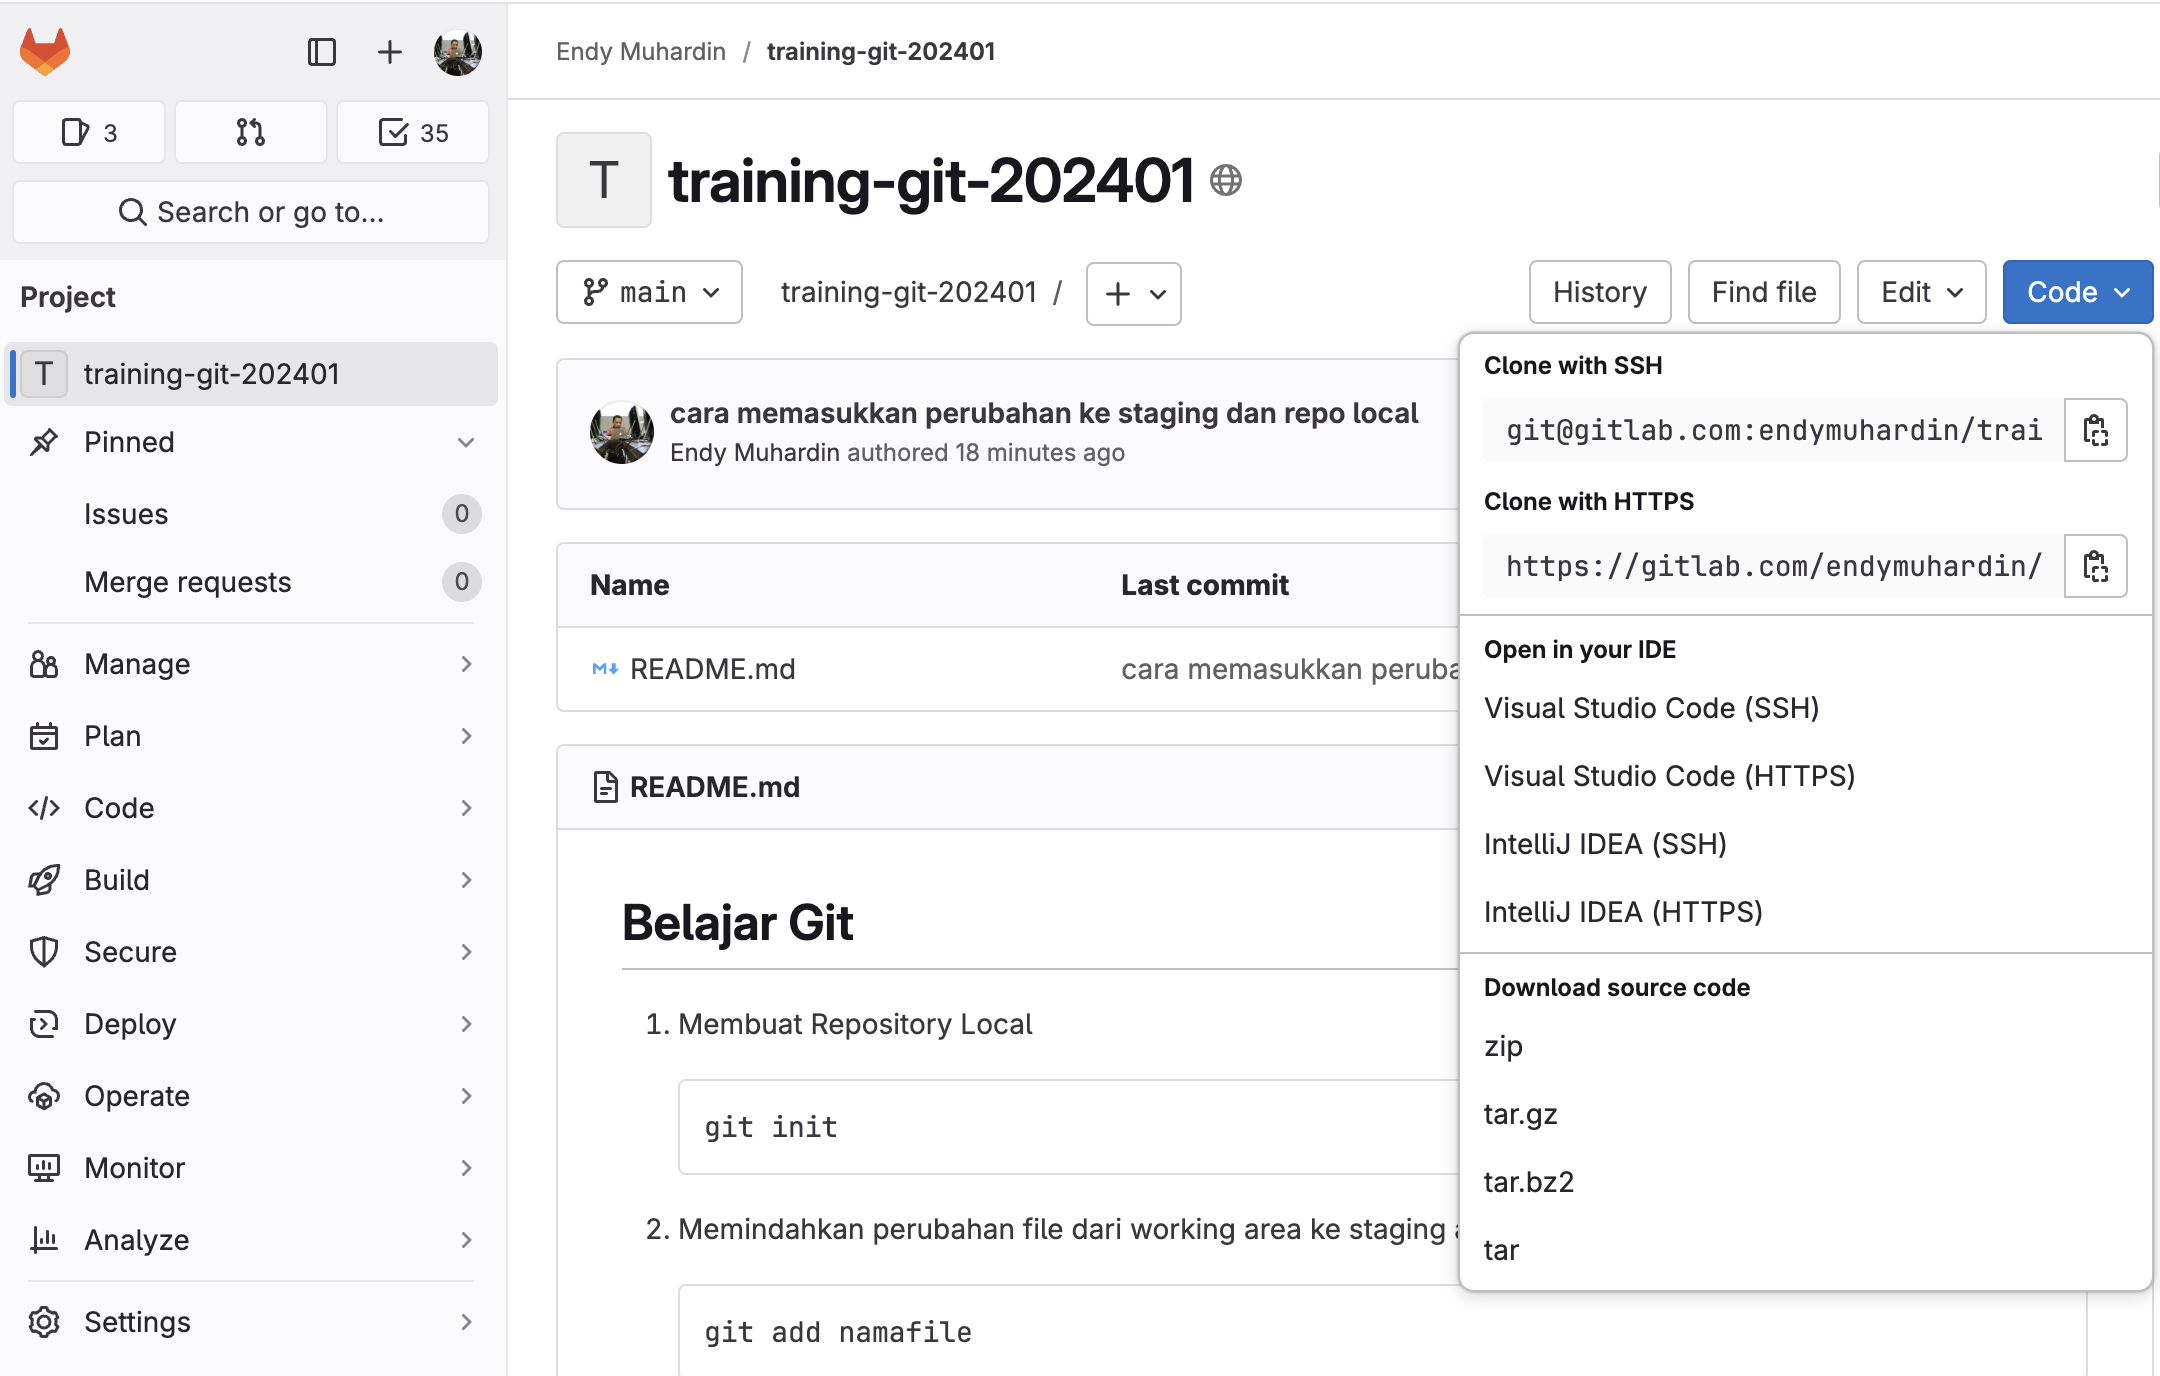 Endy Muhardin / training-git-202401
3
35
Search or go to...
Project
T training-git-202401
Pinned
Issues 0
Merge requests 0
Manage
Plan
Code
Build
Secure
Deploy
Operate
Monitor
Analyze
Settings
T training-git-202401
main
training-git-202401 /
History Find file Edit Code
cara memasukkan perubahan ke staging dan repo local
Endy Muhardin authored 18 minutes ago
Name Last commit
README.md cara memasukkan peruba
README.md
Belajar Git
1. Membuat Repository Local
git init
2. Memindahkan perubahan file dari working area ke staging
git add namafile
Clone with SSH
git@gitlab.com:endymuhardin/trai
Clone with HTTPS
https://gitlab.com/endymuhardin/
Open in your IDE
Visual Studio Code (SSH)
Visual Studio Code (HTTPS)
IntelliJ IDEA (SSH)
IntelliJ IDEA (HTTPS)
Download source code
zip
tar.gz
tar.bz2
tar